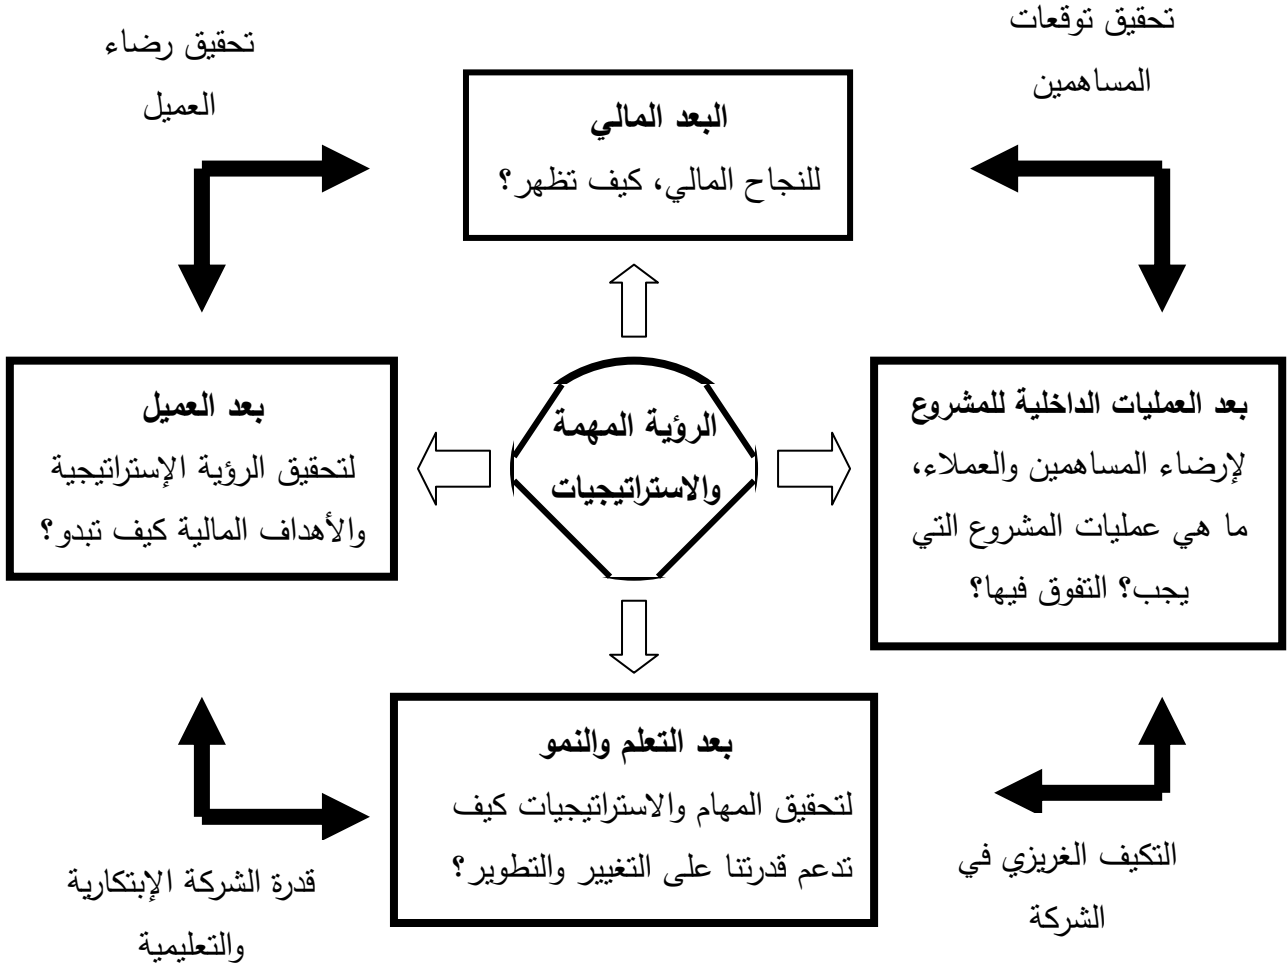 تحقيق توقعات
المساهمين
تحقيق رضاء
العميل
البعد المالي
للنجاح المالي، كيف تظهر؟
بعد العمليات الداخلية للمشروع
لإرضاء المساهمين والعملاء،
ما هي عمليات المشروع التي
يجب؟ التفوق فيها؟
الرؤية المهمة
والاستراتيجيات
بعد العميل
لتحقيق الرؤية الإستراتيجية
والأهداف المالية كيف تبدو؟
بعد التعلم والنمو
لتحقيق المهام والاستراتيجيات كيف
تدعم قدرتنا على التغيير والتطوير؟
التكيف الغريزي في
الشركة
قدرة الشركة الإبتكارية
والتعليمية